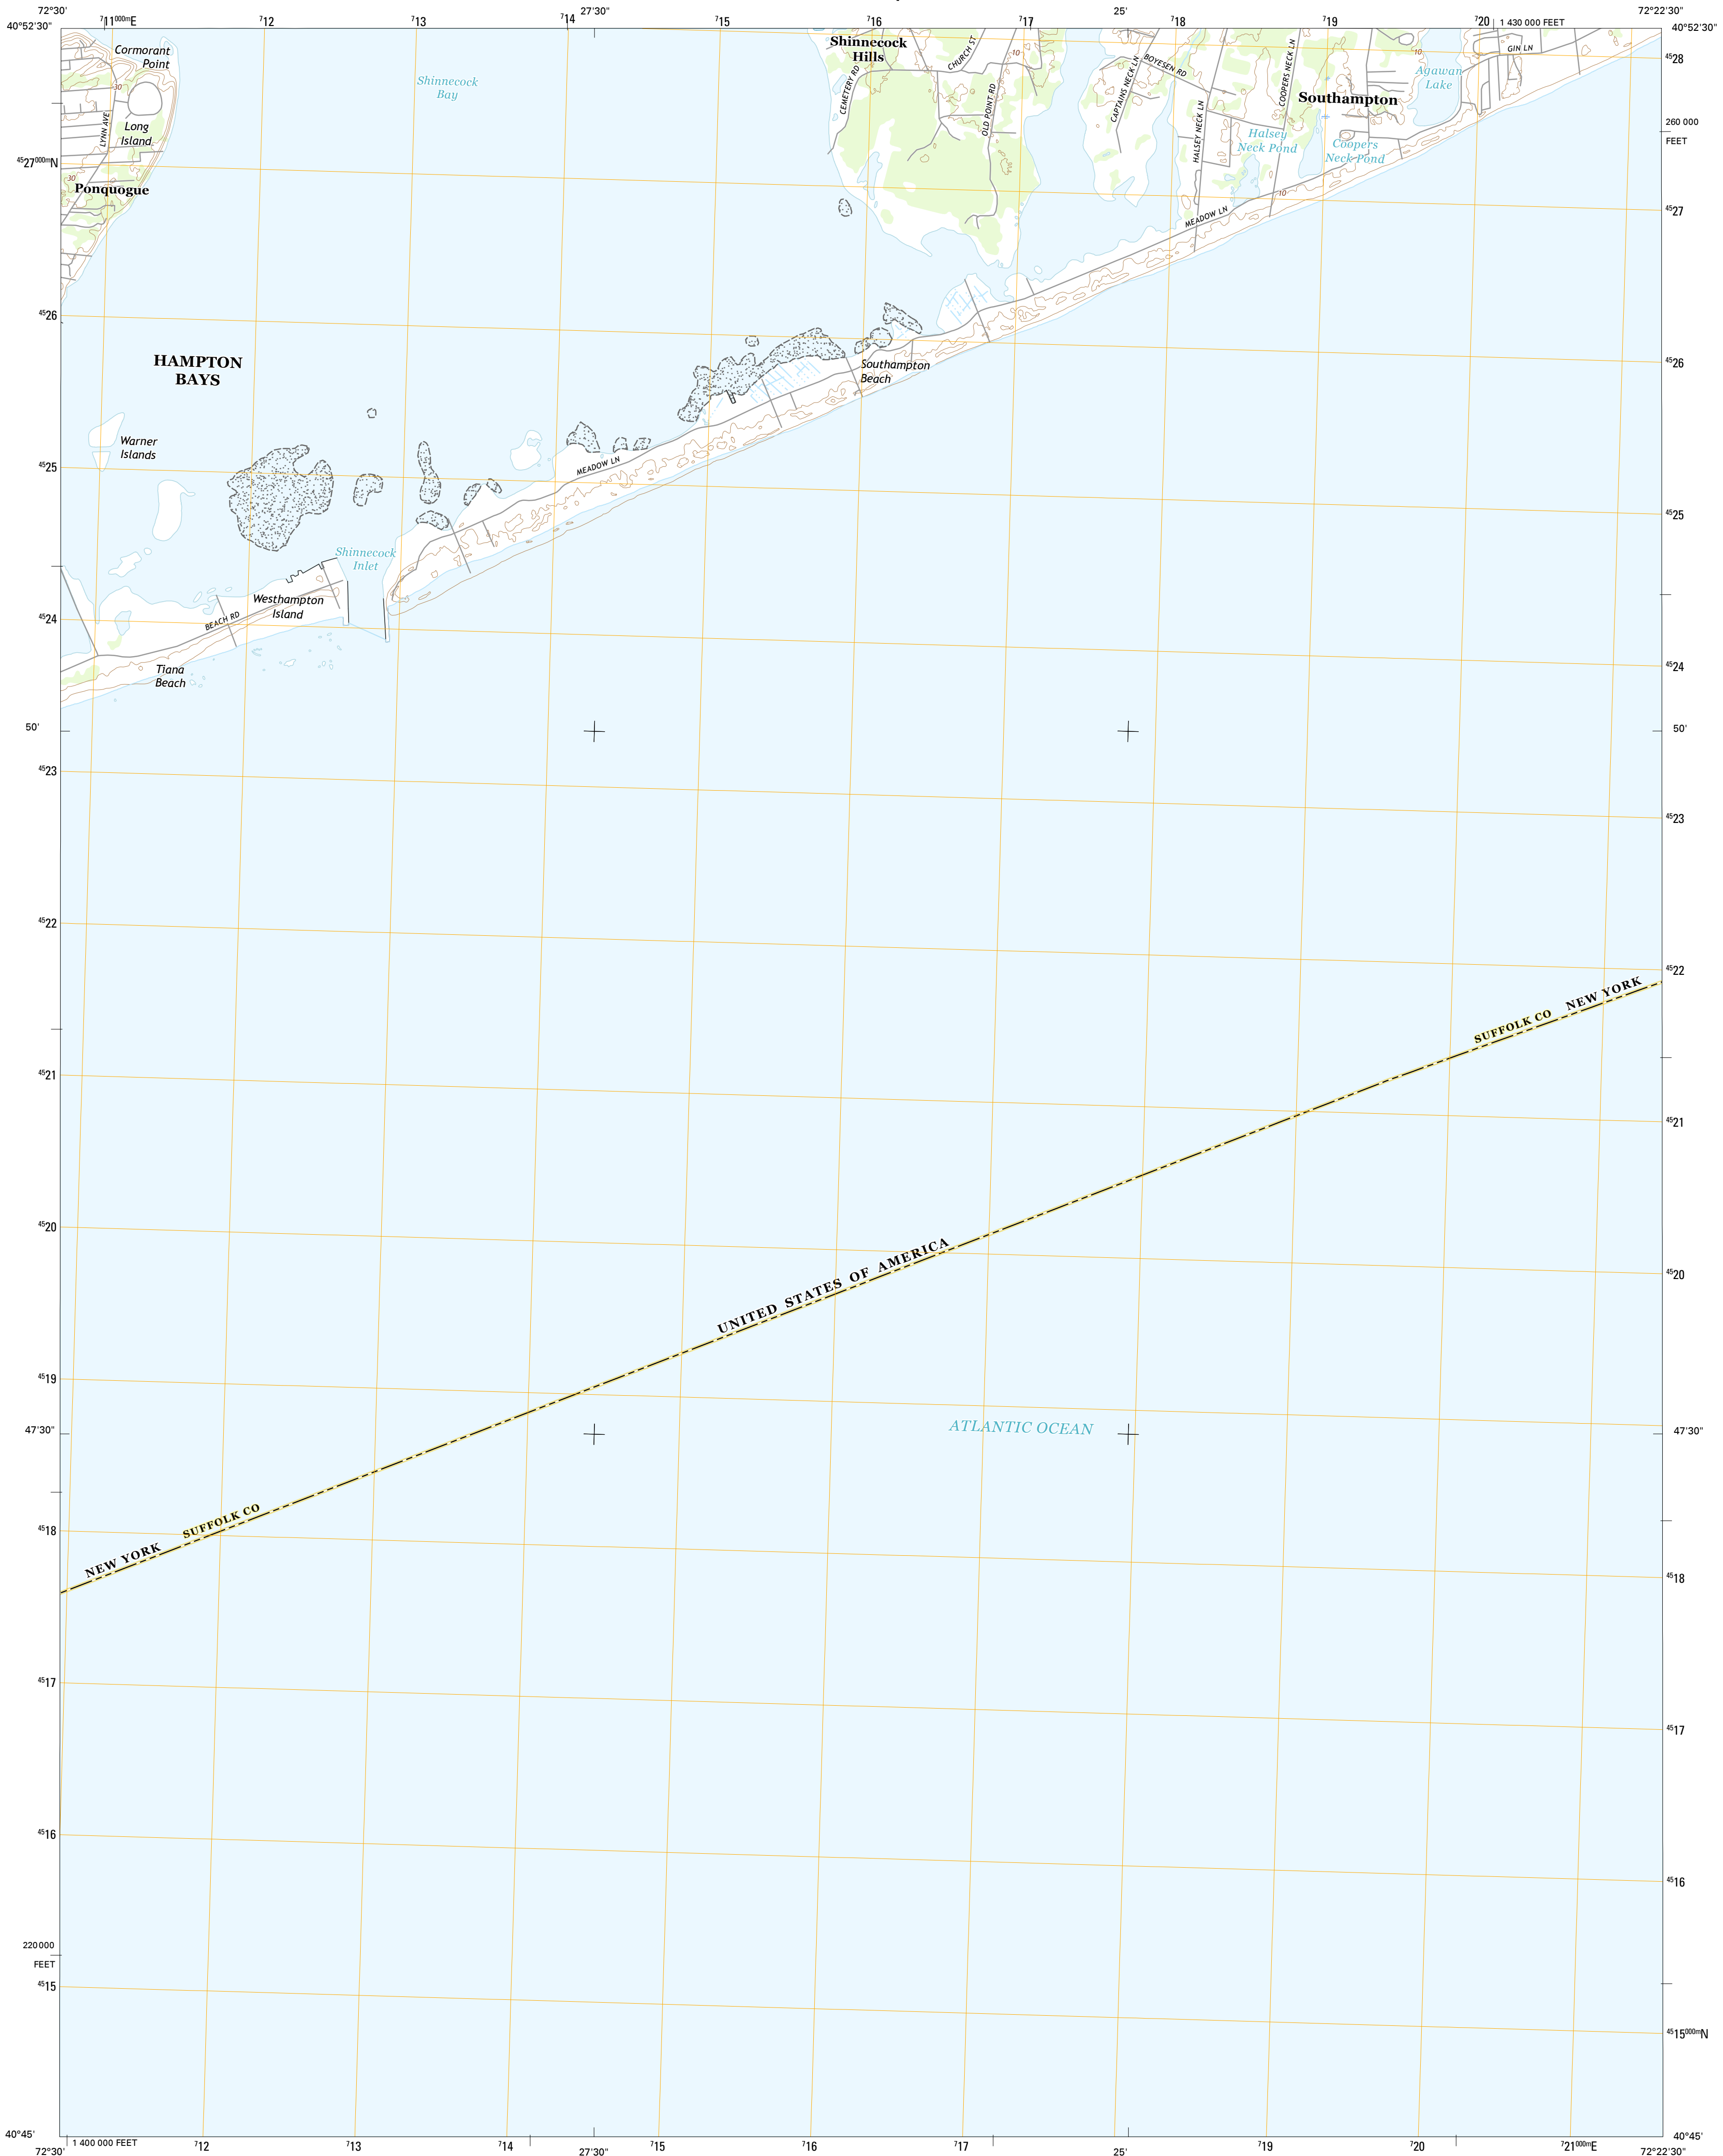 72°30'
⁷11⁰⁰⁰ᵐE
⁷12
⁷13
⁷14
27'30"
⁷15
⁷16
⁷17
25'
⁷18
⁷19
⁷20
1 430 000 FEET
72°22'30"
40°52'30"
40°52'30"
⁴⁵28
Cormorant
Point
30
Long
Island
LYNN AVE
30
Ponquogue
Shinnecock
Bay
Shinnecock
Hills
CEMETERY RD
CHURCH ST
10
OLD POINT RD
BOYESEN RD
CAPTAINS NECK LN
HALSEY NECK LN
COOPERS NECK LN
Southampton
10
Agawan
Lake
GIN LN
Halsey
Neck Pond
Coopers
Neck Pond
260 000
FEET
⁴⁵27⁰⁰⁰ᵐN
10
MEADOW LN
⁴⁵27
⁴⁵26
HAMPTON
BAYS
Southampton
Beach
⁴⁵26
Warner
Islands
⁴⁵25
MEADOW LN
⁴⁵25
Shinnecock
Inlet
Westhampton
Island
BEACH RD
⁴⁵24
Tiana
Beach
⁴⁵24
50'
50'
⁴⁵23
⁴⁵23
⁴⁵22
⁴⁵22
NEW YORK
SUFFOLK CO
⁴⁵21
⁴⁵21
⁴⁵20
UNITED STATES OF AMERICA
⁴⁵20
⁴⁵19
ATLANTIC OCEAN
47'30"
47'30"
SUFFOLK CO
⁴⁵18
NEW YORK
⁴⁵18
⁴⁵17
⁴⁵17
⁴⁵16
⁴⁵16
220 000
FEET
⁴⁵15
⁴⁵15⁰⁰⁰ᵐN
40°45'
40°45'
72°30'
1 400 000 FEET
⁷12
⁷13
⁷14
27'30"
⁷15
⁷16
⁷17
25'
⁷19
⁷20
⁷21⁰⁰⁰ᵐE
72°22'30"